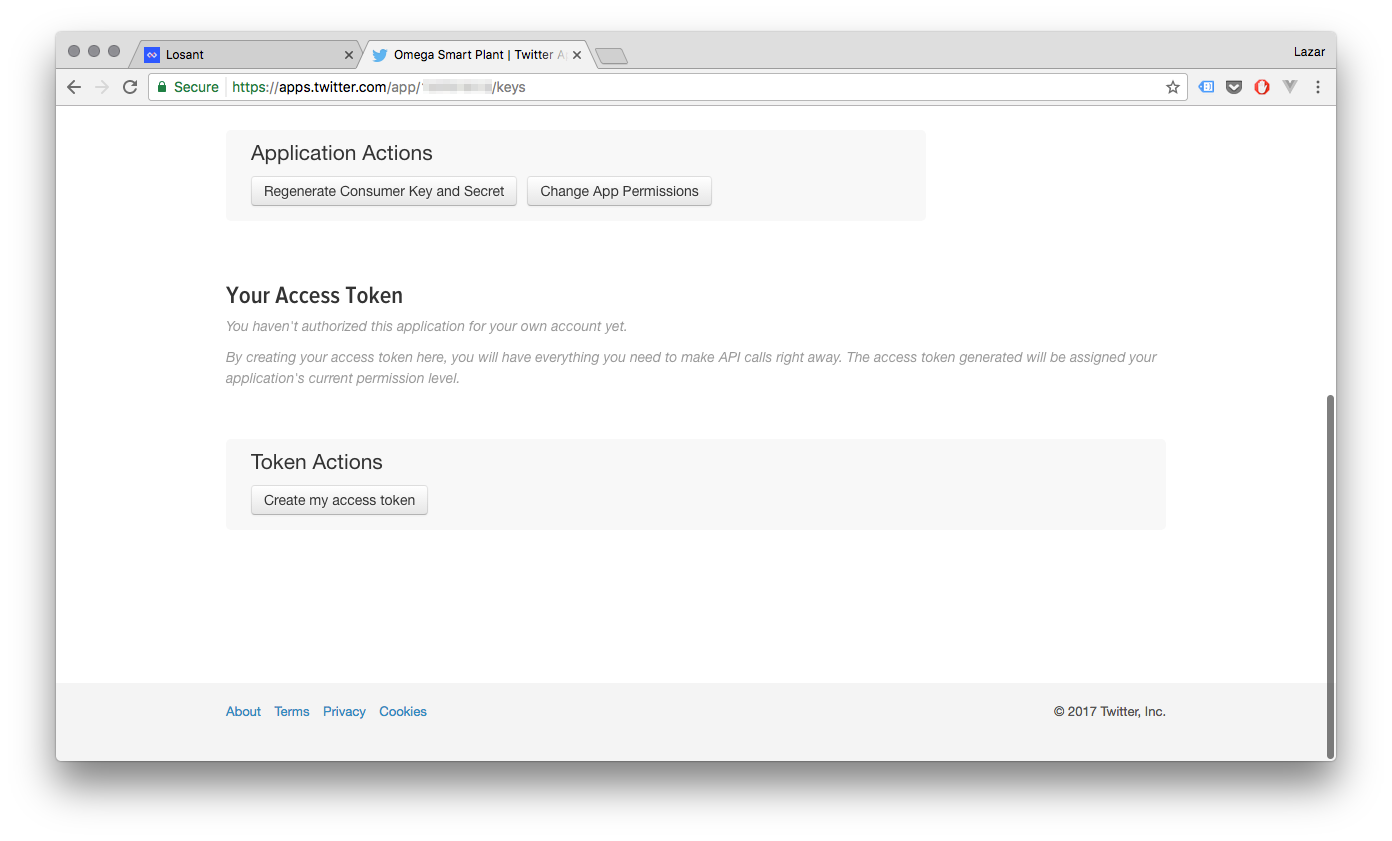 Losant
Omega Smart Plant | Twitter A
Lazar
Secure https://apps.twitter.com/app/ /keys
Application Actions
Regenerate Consumer Key and Secret Change App Permissions
Your Access Token
You haven't authorized this application for your own account yet.
By creating your access token here, you will have everything you need to make API calls right away. The access token generated will be assigned your
application's current permission level.
Token Actions
Create my access token
About Terms Privacy Cookies
© 2017 Twitter, Inc.